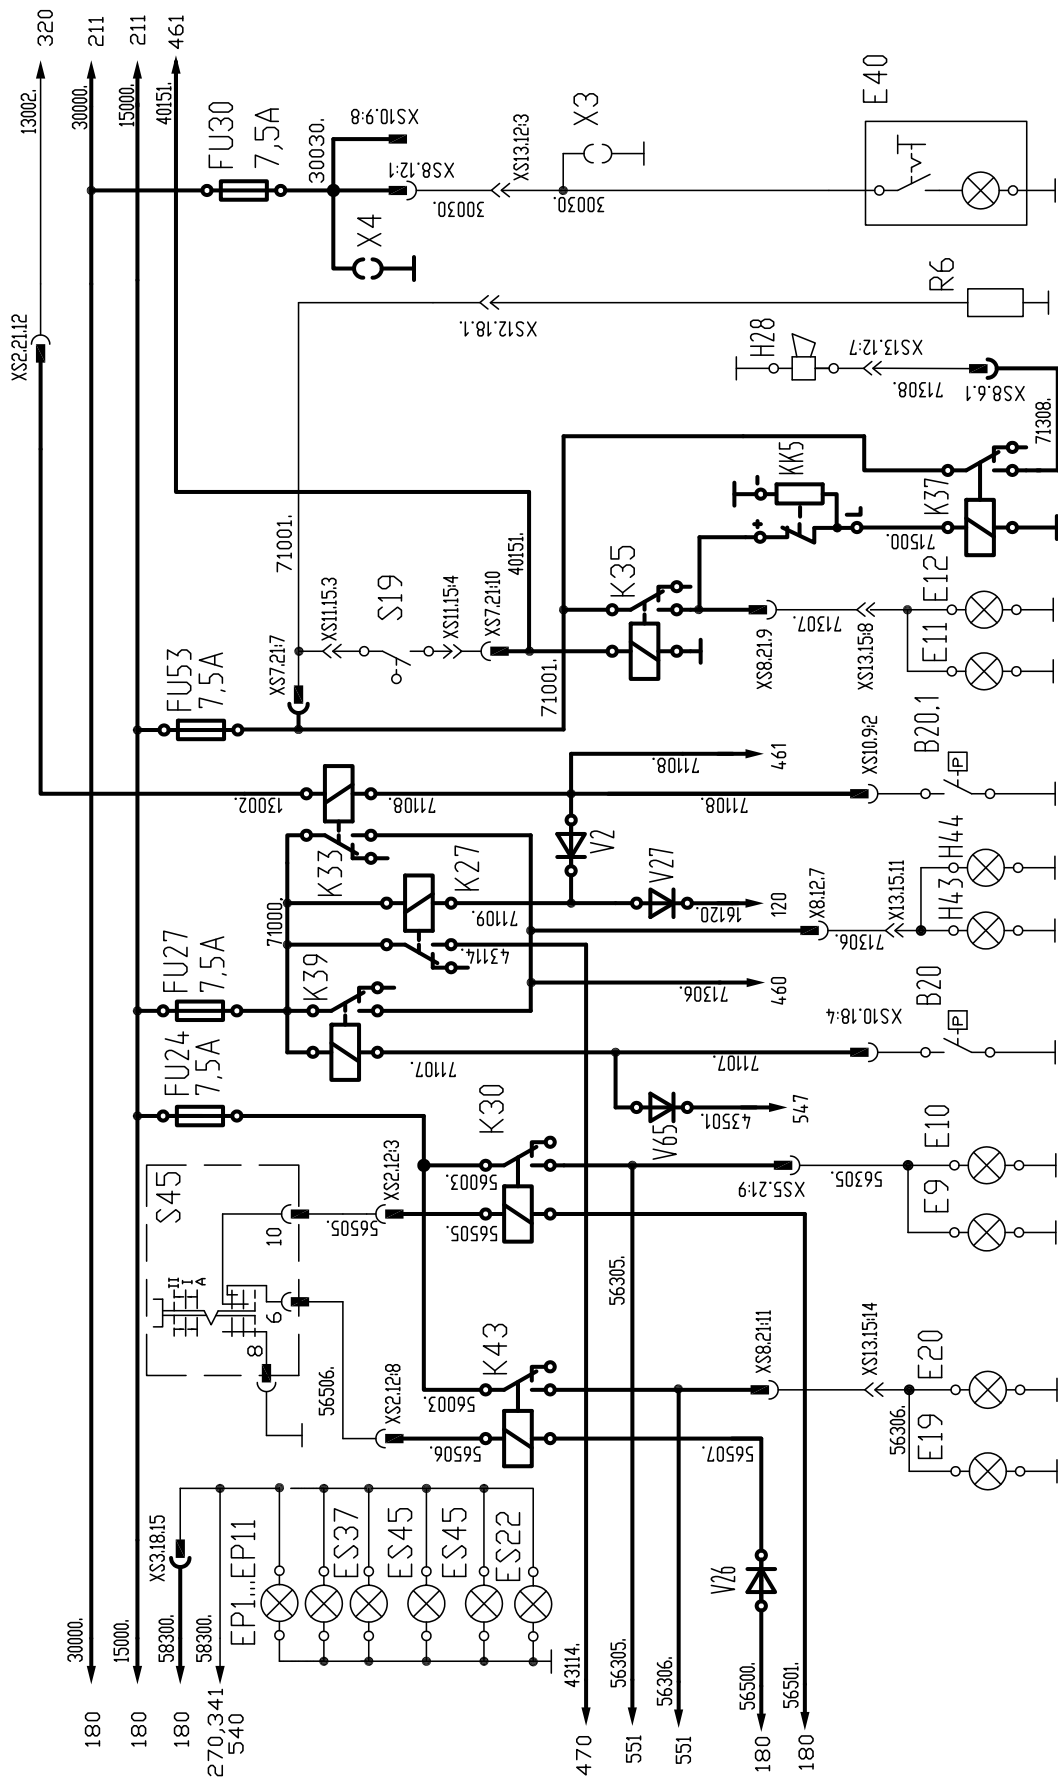 320
211
211
461
13002.
30000.
15000.
40151.
XS2.21.12
FU30
7,5A
30030.
XS10.9:8
XS8.12:1
X4
30030.
XS13.12:3
X3
30030.
E40
R6
XS12.18.1.
H28
XS13.12:7
71308.
XS8.6.1
71308.
71001.
XS11.15.3
S19
XS11.15:4
XS7.21:10
40151.
XS7.21:7
FU53
7,5A
71001.
K35
KK5
+
-
L
71500.
K37
XS8.21.9
71307.
XS13.15:8
E12
E11
13002.
71108.
71108.
461
71108.
XS10.9:2
B20.1
P
K33
K27
71000.
71109.
V2
V27
16120.
120
X8.12.7
71306.
X13.15.11
H44
H43
FU27
7,5A
K39
43114.
71306.
460
71107.
71107.
XS10.18:4
B20
P
FU24
7,5A
V65
43501.
547
K30
56003.
XS2.12:3
56505.
56505.
XS5.21:9
56305.
E10
E9
S45
II
I
A
10
6
8
56506.
XS2.12:8
56003.
56506.
K43
56305.
XS8.21:11
XS13.15:14
56306.
E20
E19
56507.
V26
XS3.18.15
EP1...EP11
ES37
ES45
ES45
ES22
30000.
15000.
58300.
58300.
43114.
56305.
56306.
56500.
56501.
180
180
180
270,341
540
470
551
551
180
180